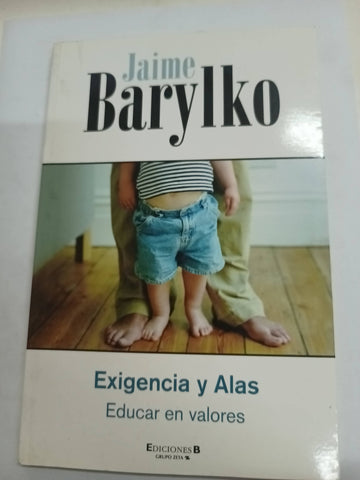 Jaime
Barylko
Exigencia y Alas
Educar en valores
EDICIONES B
GRUPO ZETA